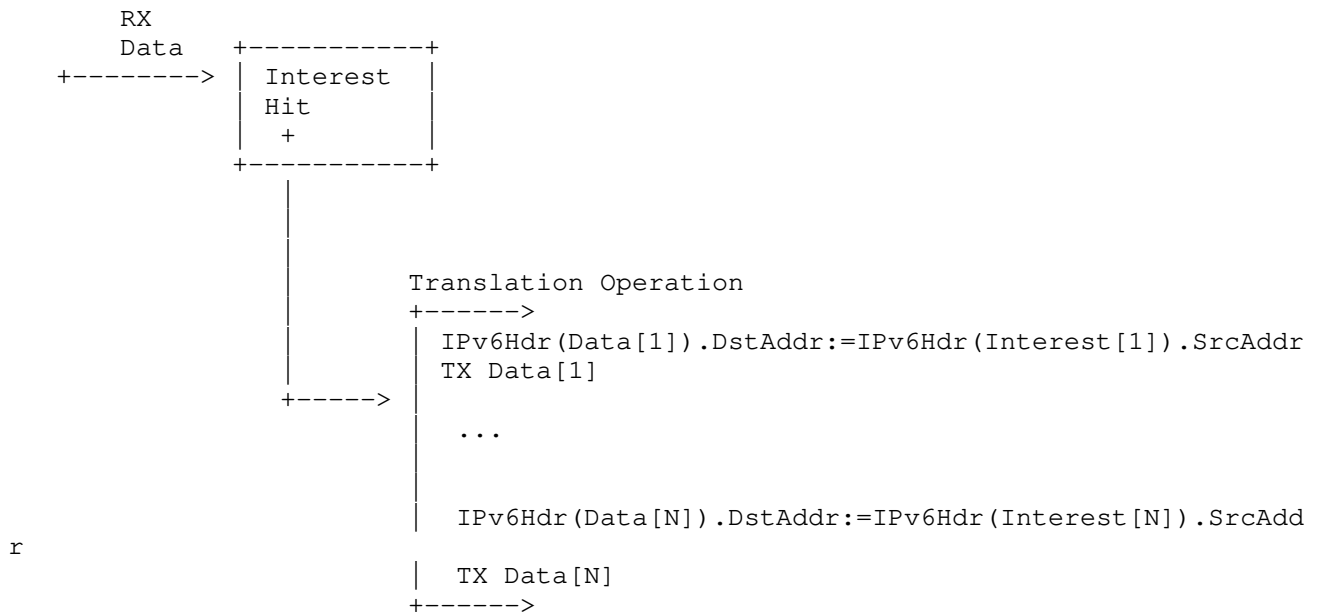 RX
Data
Interest
Hit
+
Translation Operation
IPv6Hdr(Data[1]).DstAddr:=IPv6Hdr(Interest[1]).SrcAddr
TX Data[1]
...
IPv6Hdr(Data[N]).DstAddr:=IPv6Hdr(Interest[N]).SrcAdd
r
TX Data[N]